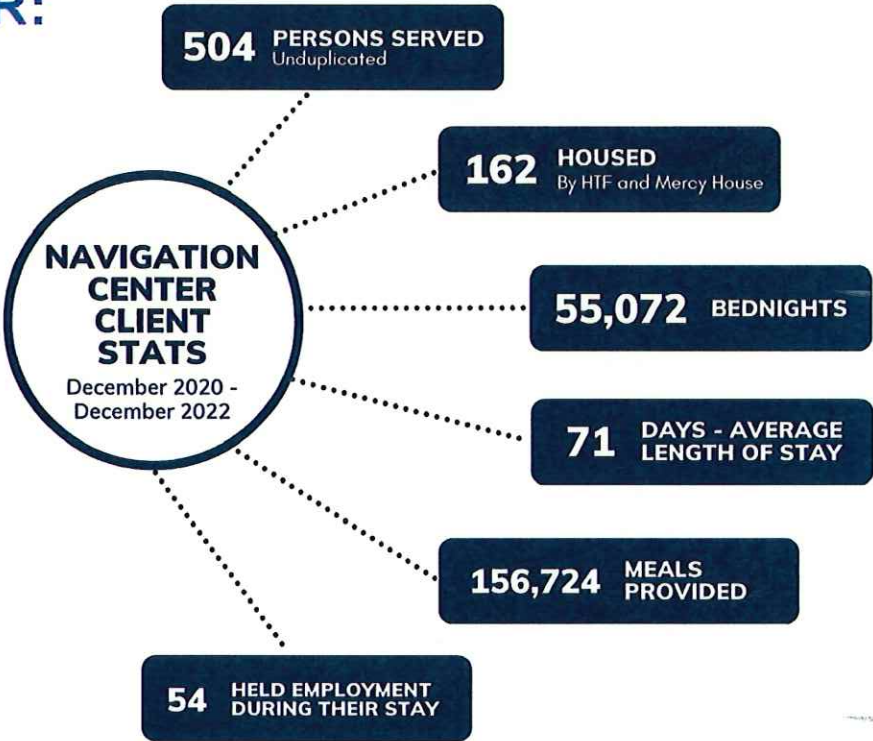 R:
504 PERSONS SERVED
Unduplicated
162 HOUSED
By HTF and Mercy House
NAVIGATION
CENTER
CLIENT
STATS
December 2020 -
December 2022
55,072 BEDNIGHTS
71 DAYS - AVERAGE
LENGTH OF STAY
156,724 MEALS
PROVIDED
54 HELD EMPLOYMENT
DURING THEIR STAY